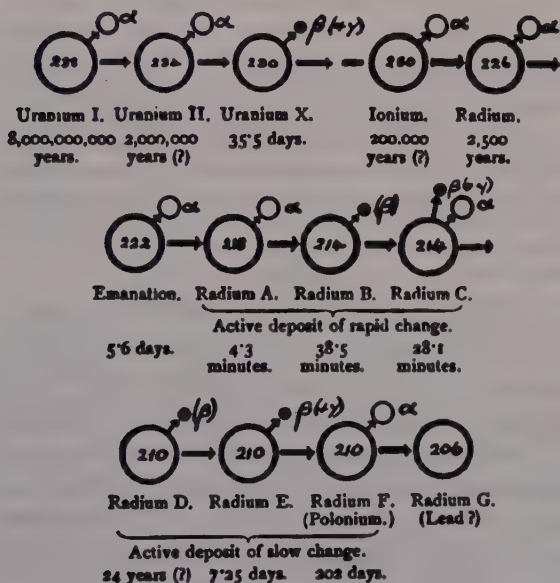 α α β(+γ) α α
238 234 230 230 226
Uranium I. Uranium II. Uranium X. Ionium. Radium.
8,000,000,000 2,000,000 35·5 days. 200.000 2,500
years. years (?) years (?) years.
β(+γ)
α α (β) α
222 218 214 214
Emanation. Radium A. Radium B. Radium C.
Active deposit of rapid change.
5·6 days. 4·3 38·5 28·1
minutes. minutes. minutes.
(β) β(+γ) α
210 210 210 206
Radium D. Radium E. Radium F. Radium G.
(Polonium.) (Lead ?)
Active deposit of slow change.
24 years (?) 7·25 days. 202 days.